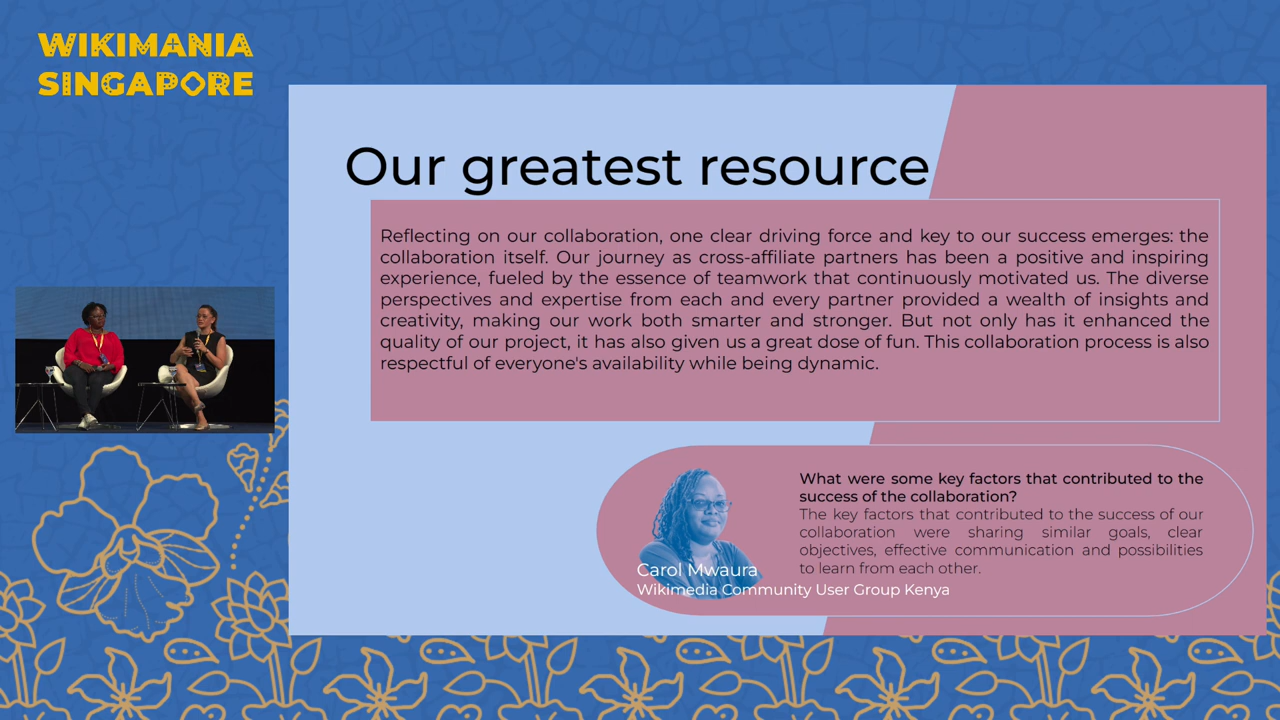 WIKIMANIA
SINGAPORE
Our greatest resource
Reflecting on our collaboration, one clear driving force and key to our success emerges: the
collaboration itself. Our journey as cross-affiliate partners has been a positive and inspiring
experience, fueled by the essence of teamwork that continuously motivated us. The diverse
perspectives and expertise from each and every partner provided a wealth of insights and
creativity, making our work both smarter and stronger. But not only has it enhanced the
quality of our project, it has also given us a great dose of fun. This collaboration process is also
respectful of everyone's availability while being dynamic.
What were some key factors that contributed to the
success of the collaboration?
The key factors that contributed to the success of our
collaboration were sharing similar goals, clear
objectives, effective communication and possibilities
to learn from each other.
Carol Mwaura
Wikimedia Community User Group Kenya